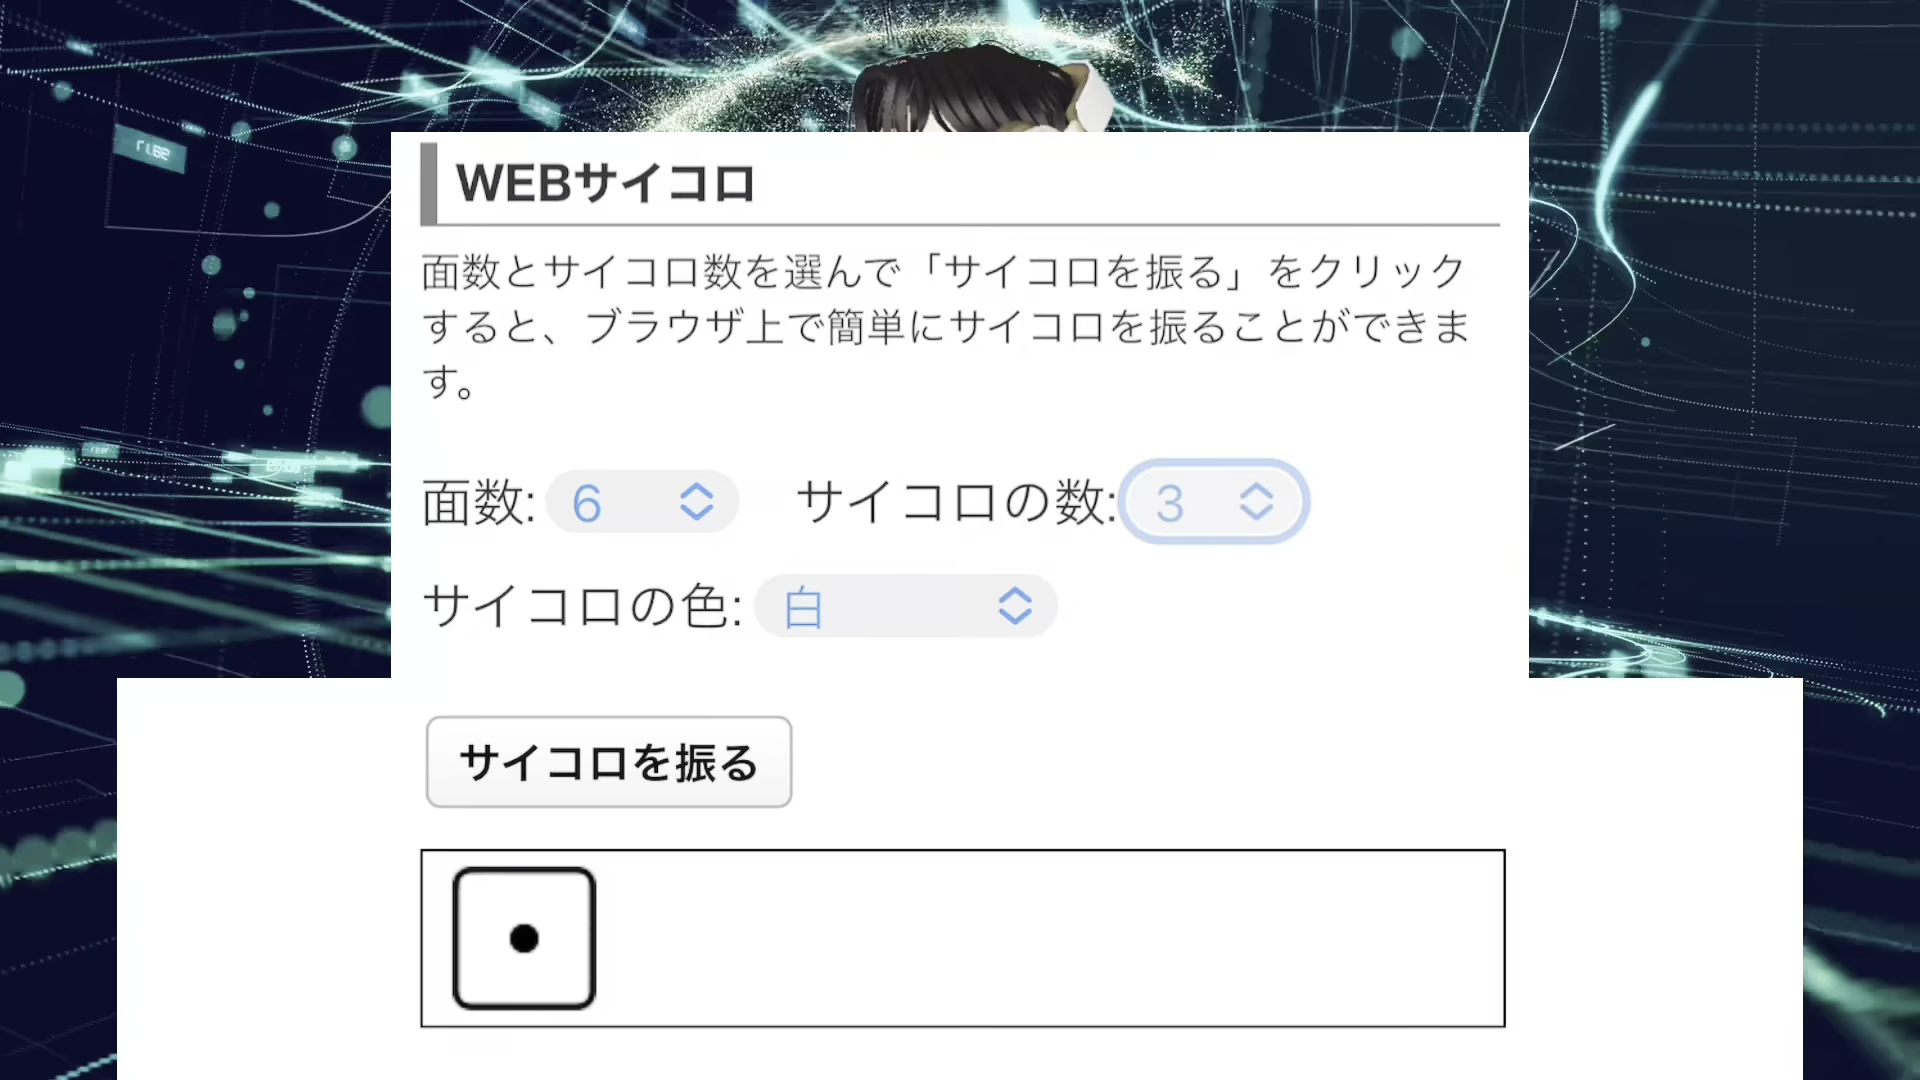 WEBサイコロ
面数とサイコロ数を選んで「サイコロを振る」をクリック
すると、ブラウザ上で簡単にサイコロを振ることができま
す。
面数: 6 サイコロの数: 3
サイコロの色: 白
サイコロを振る